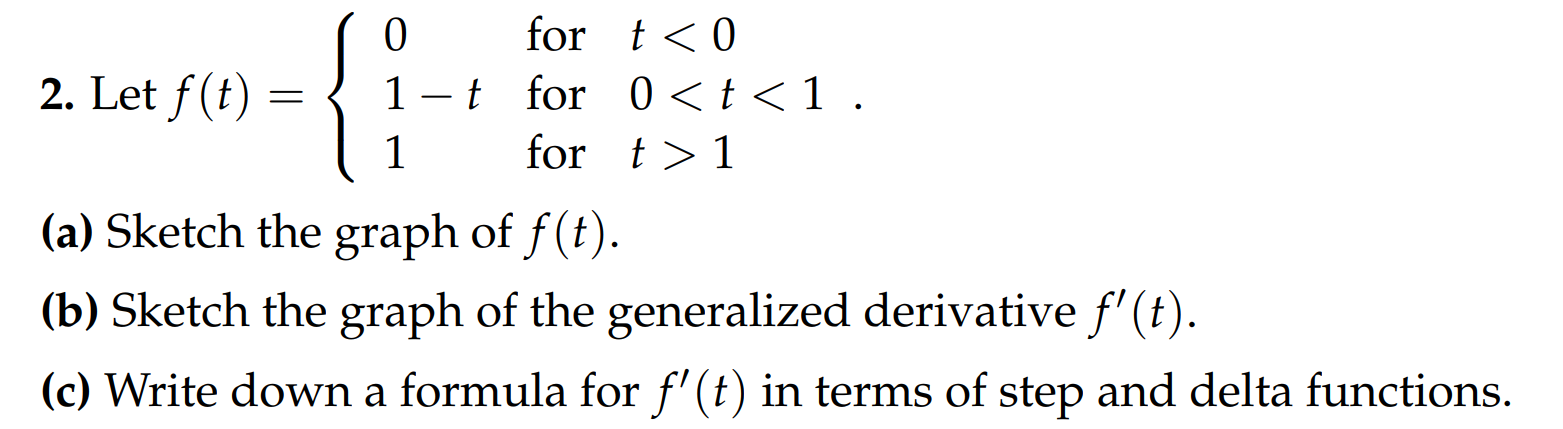 0 for t < 0
2. Let f(t) = { 1 − t for 0 < t < 1 .
1 for t > 1
(a) Sketch the graph of f(t).
(b) Sketch the graph of the generalized derivative f′(t).
(c) Write down a formula for f′(t) in terms of step and delta functions.